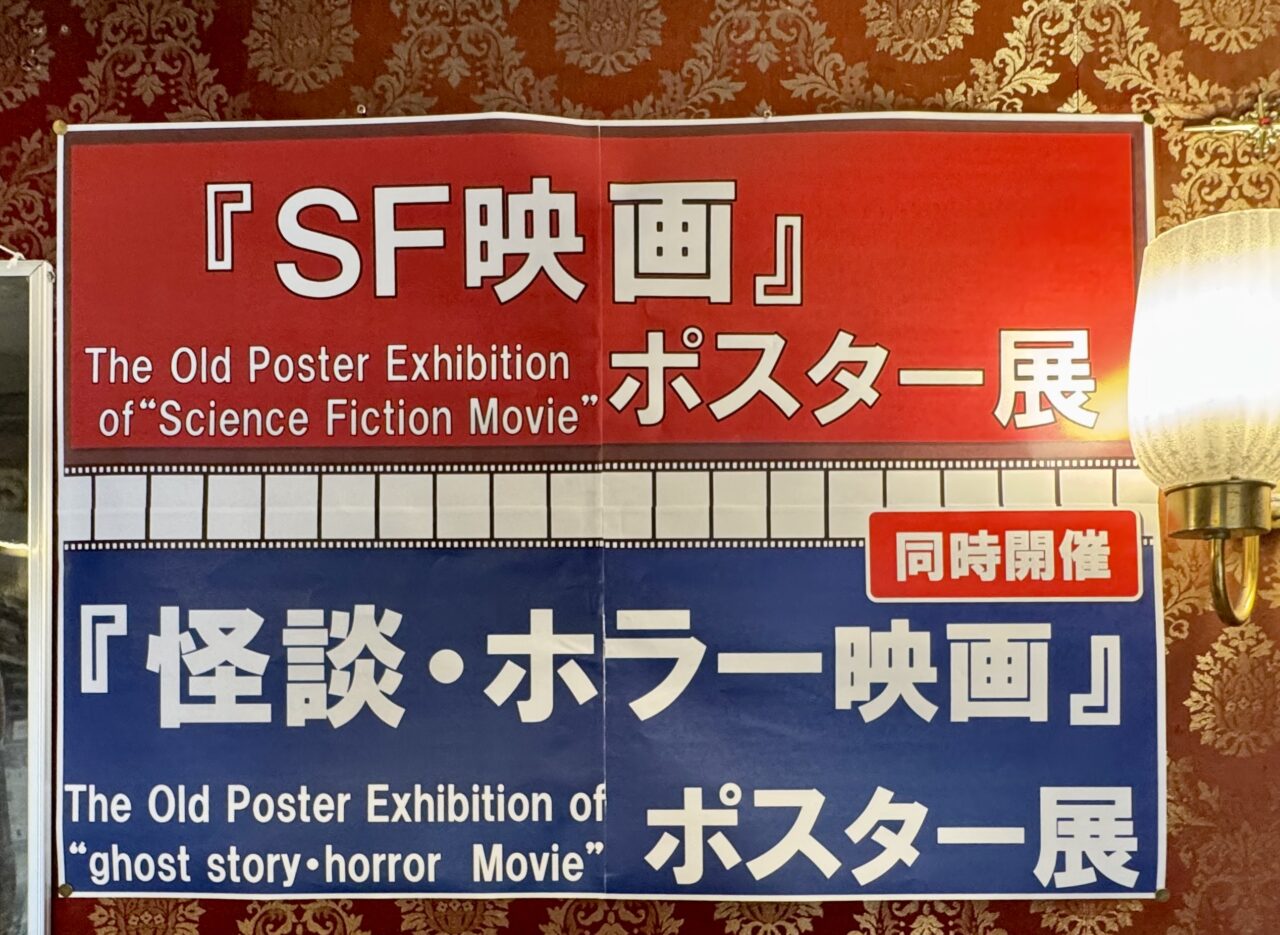 『SF映画』
The Old Poster Exhibition
of“Science Fiction Movie”
ポスター展
同時開催
『怪談・ホラー映画』
The Old Poster Exhibition of
“ghost story・horror Movie”
ポスター展